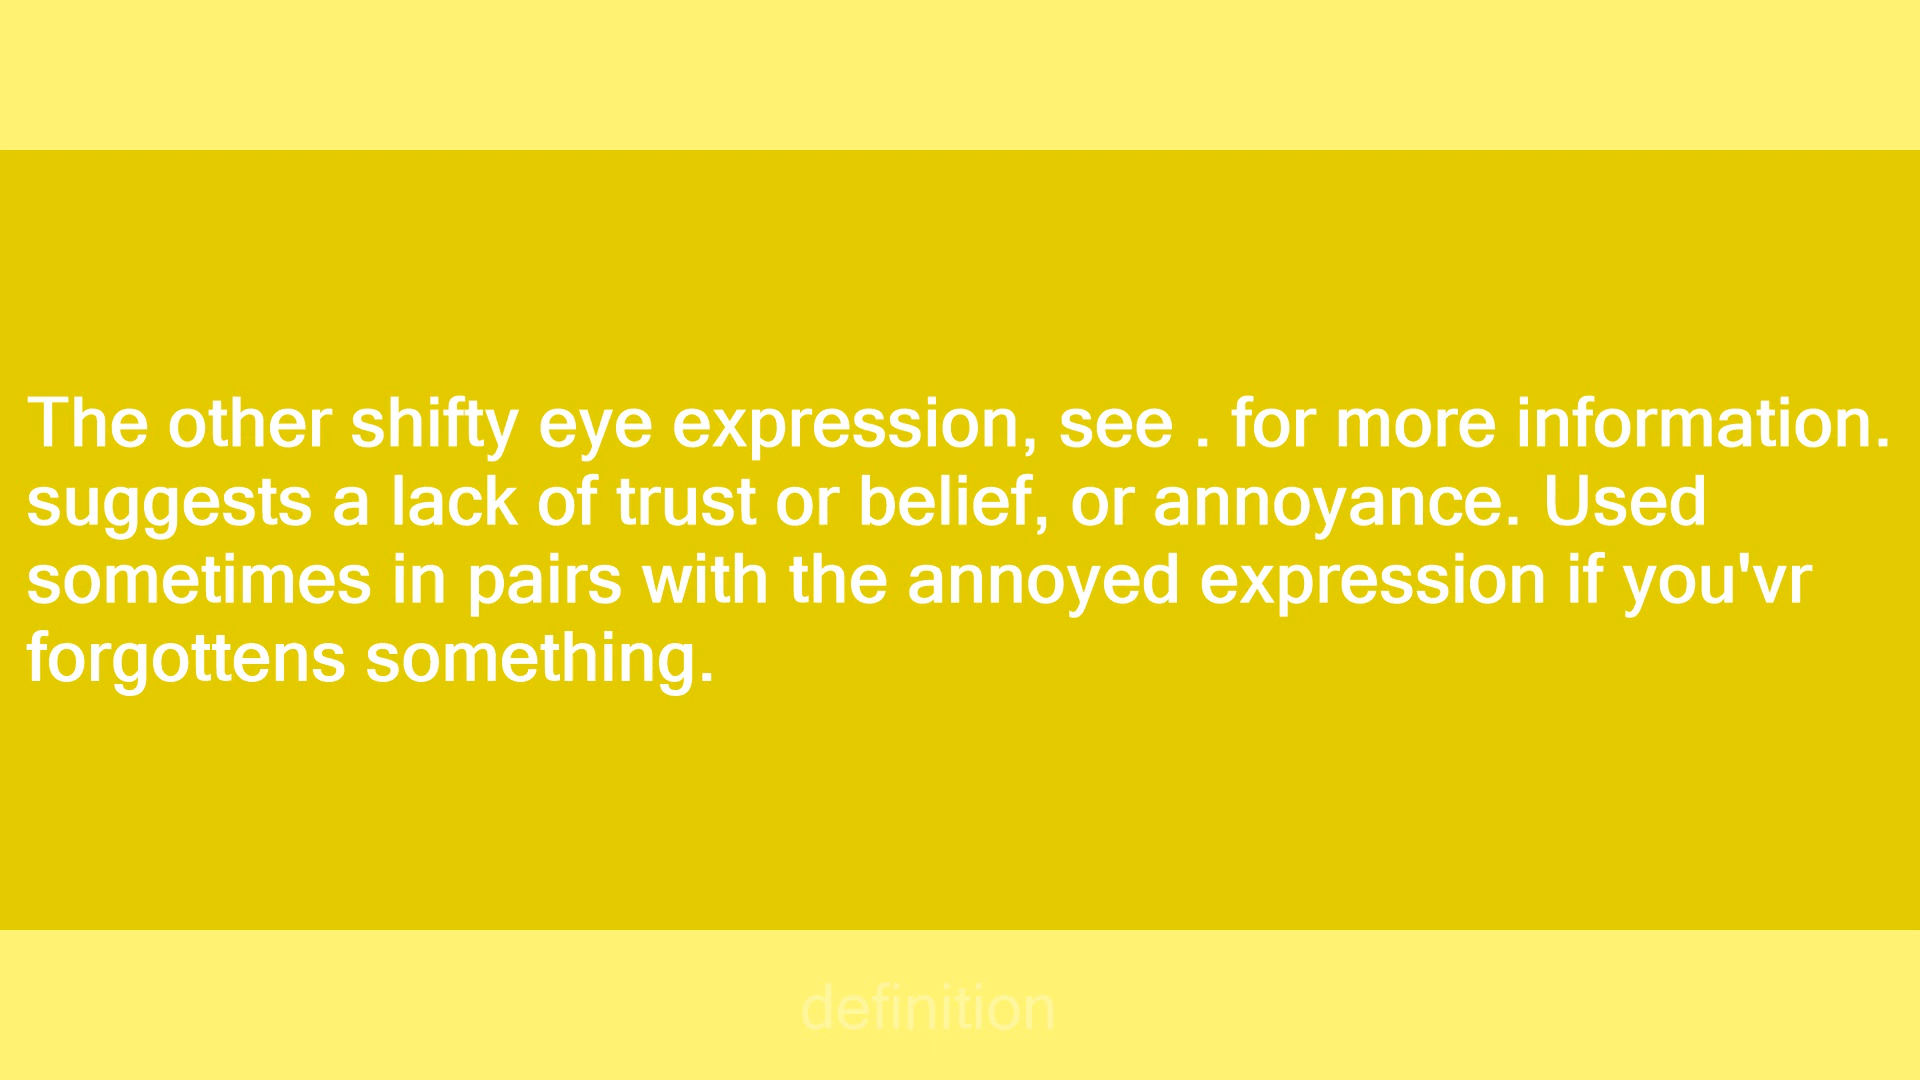 The other shifty eye expression, see . for more information.
suggests a lack of trust or belief, or annoyance. Used
sometimes in pairs with the annoyed expression if you'vr
forgottens something.
definition